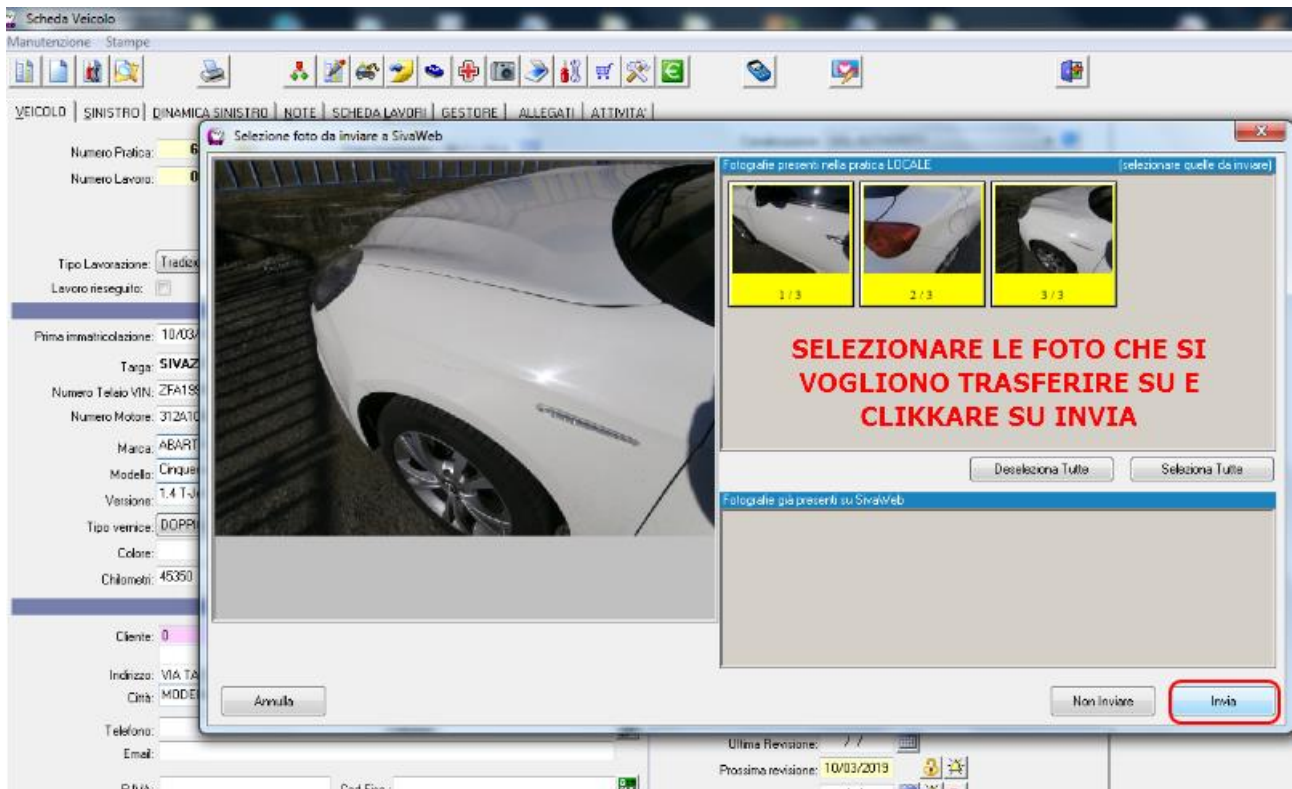 Scheda Veicolo
Manutenzione Stampe
VEICOLO SINISTRO DINAMICA SINISTRO NOTE SCHEDA LAVORI GESTORE ALLEGATI ATTIVITA'
Selezione foto da inviare a SivaWeb
Numero Pratica: 6
Numero Lavoro: 0
Fotografie presenti nella pratica LOCALE (selezionare quelle da inviare)
1 / 3 2 / 3 3 / 3
Tipo Lavorazione:
Lavoro rieseguito:
SELEZIONARE LE FOTO CHE SI
VOGLIONO TRASFERIRE SU E
CLIKKARE SU INVIA
Prima immatricolazione: 10/03/
Targa: SIVAZ
Numero Telaio VIN: ZFA199
Numero Motore: 312A10
Marca: ABART
Modello: Cinque
Versione: 1.4 T-J
Tipo vernice: DOPPI
Colore:
Chilometri: 45350
Deseleziona Tutte Seleziona Tutte
Fotografie già presenti su SivaWeb
Cliente: 0
Indirizzo: VIA TA
Città: MODE
Annulla Non Inviare Invia
Telefono:
Email:
Ultima Revisione: / /
Prossima revisione: 10/03/2019